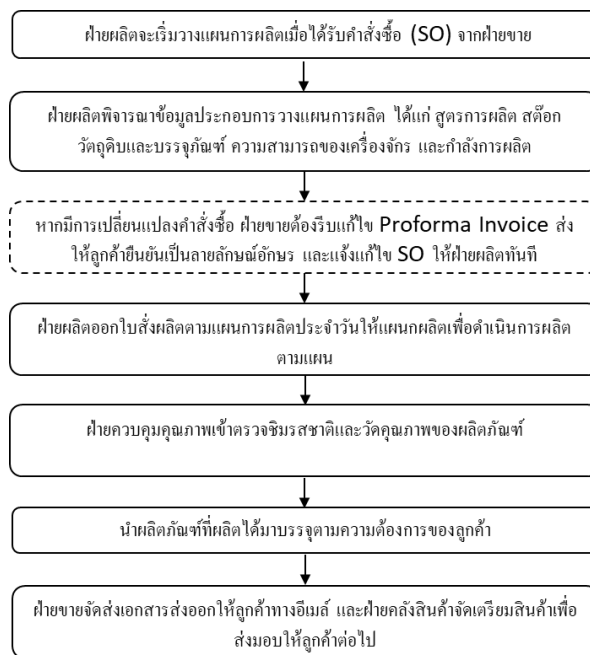 ฝ่ายผลิตจะเริ่มวางแผนการผลิตเมื่อได้รับคำสั่งซื้อ (SO) จากฝ่ายขาย
ฝ่ายผลิตพิจารณาข้อมูลประกอบการวางแผนการผลิต ได้แก่ สูตรการผลิต สต๊อก
วัตถุดิบและบรรจุภัณฑ์ ความสามารถของเครื่องจักร และกำลังการผลิต
หากมีการเปลี่ยนแปลงคำสั่งซื้อ ฝ่ายขายต้องรีบแก้ไข Proforma Invoice ส่ง
ให้ลูกค้ายืนยันเป็นลายลักษณ์อักษร และแจ้งแก้ไข SO ให้ฝ่ายผลิตทันที
ฝ่ายผลิตออกใบสั่งผลิตตามแผนการผลิตประจำวันให้แผนกผลิตเพื่อดำเนินการผลิต
ตามแผน
ฝ่ายควบคุมคุณภาพเข้าตรวจชิมรสชาติและวัดคุณภาพของผลิตภัณฑ์
นำผลิตภัณฑ์ที่ผลิตได้มาบรรจุตามความต้องการของลูกค้า
ฝ่ายขายจัดส่งเอกสารส่งออกให้ลูกค้าทางอีเมล์ และฝ่ายคลังสินค้าจัดเตรียมสินค้าเพื่อ
ส่งมอบให้ลูกค้าต่อไป